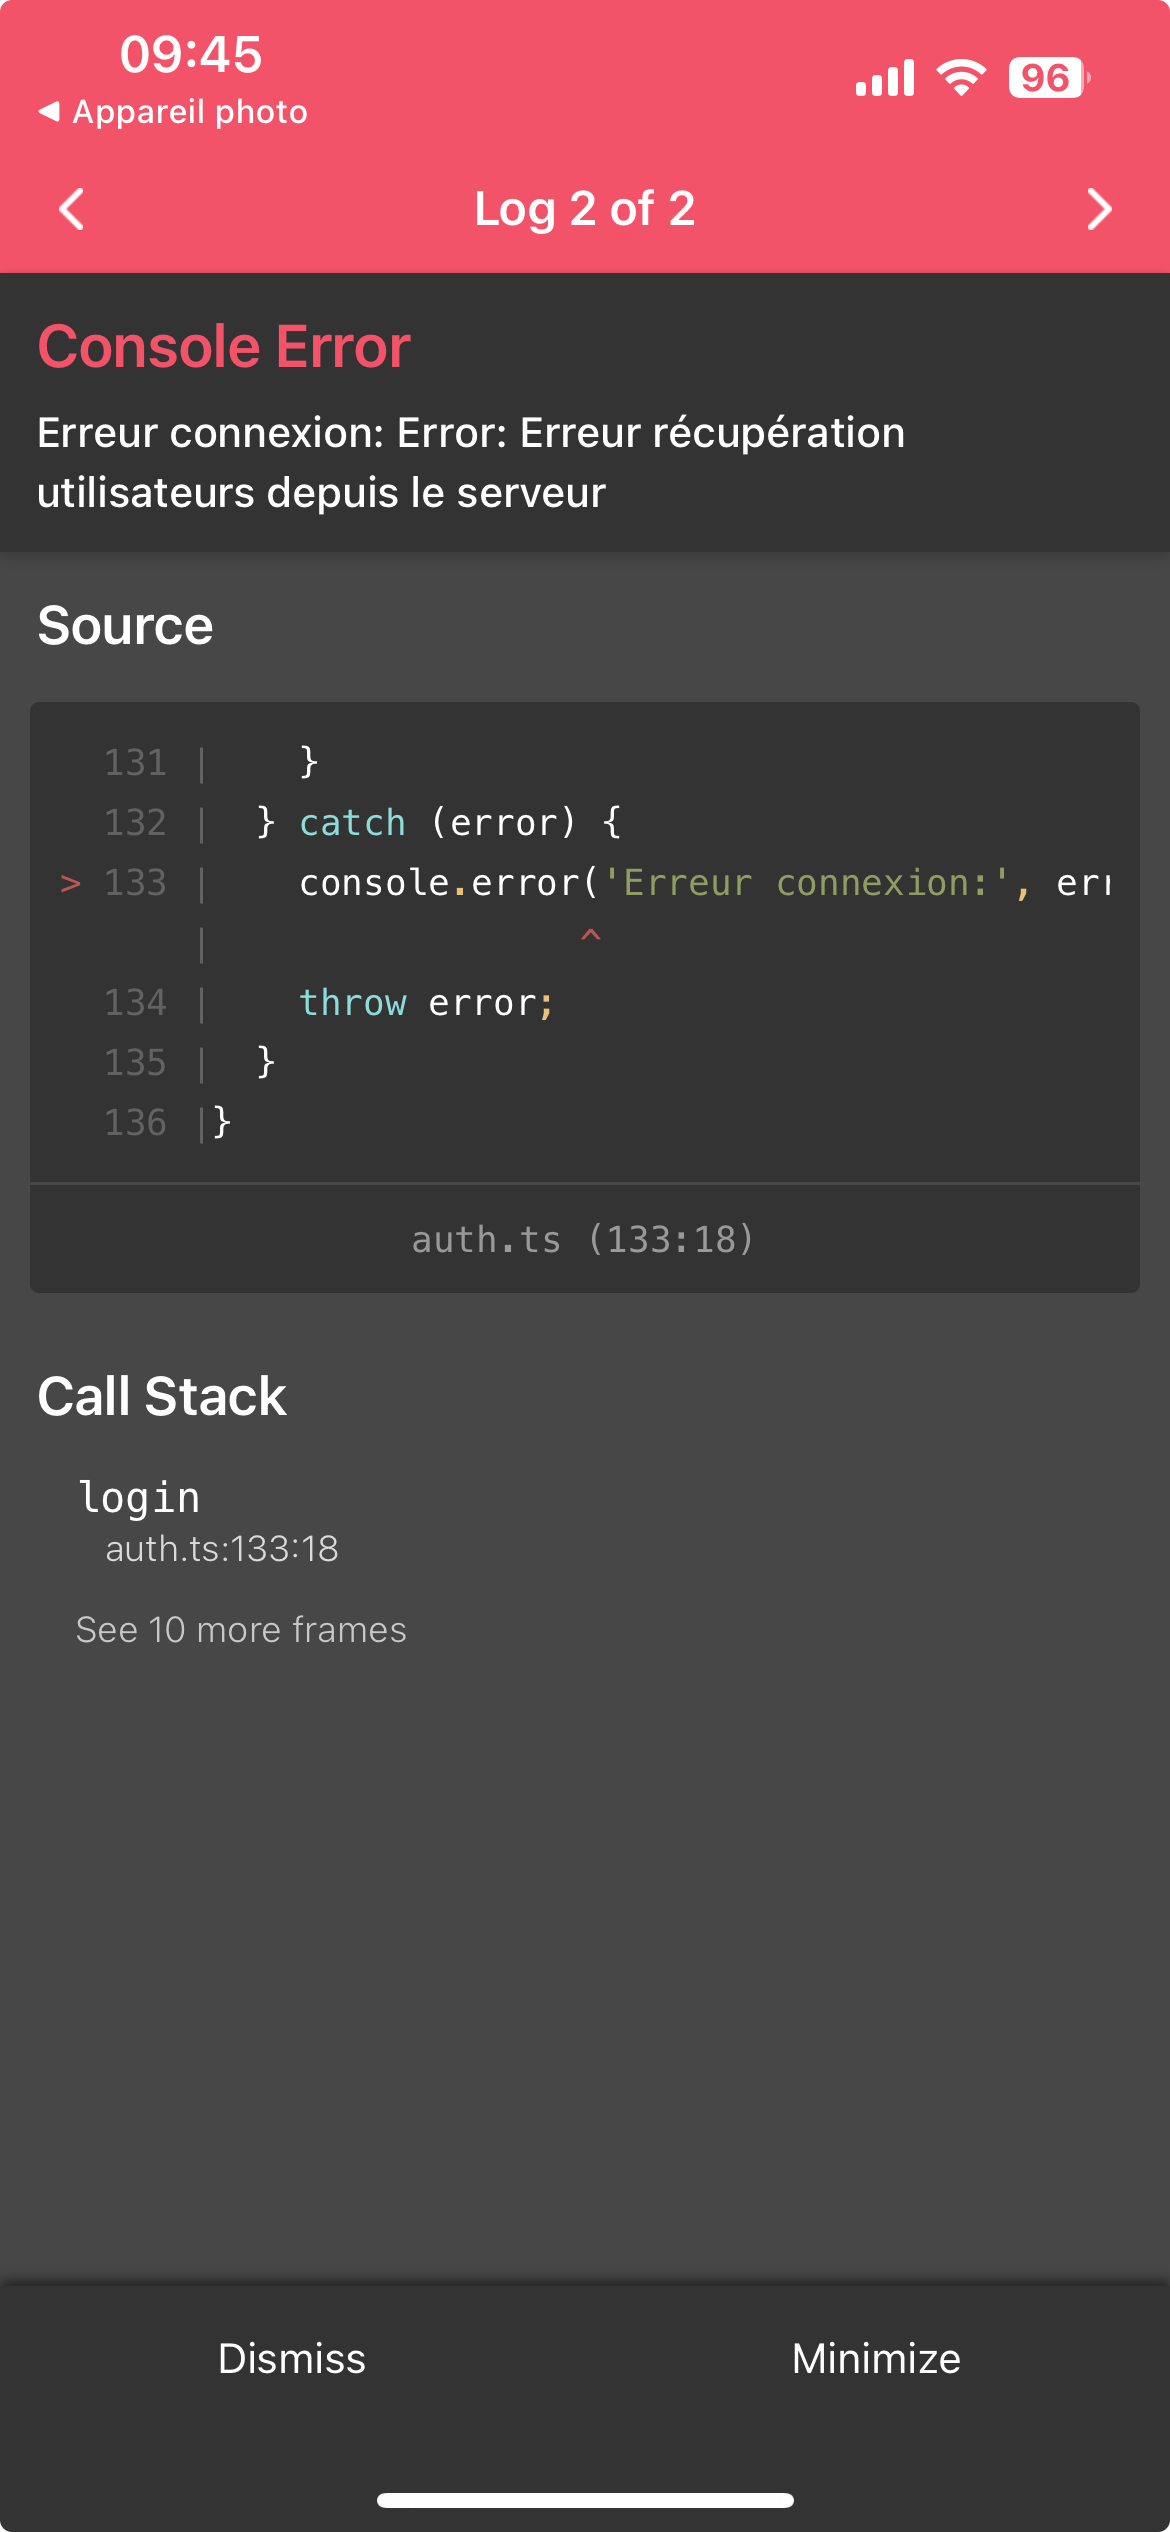 09:45
◀ Appareil photo
96
Log 2 of 2
Console Error
Erreur connexion: Error: Erreur récupération
utilisateurs depuis le serveur
Source
131 |     }
132 |   } catch (error) {
> 133 |     console.error('Erreur connexion:', err
|                  ^
134 |     throw error;
135 |   }
136 |}
auth.ts (133:18)
Call Stack
login
auth.ts:133:18
See 10 more frames
Dismiss
Minimize